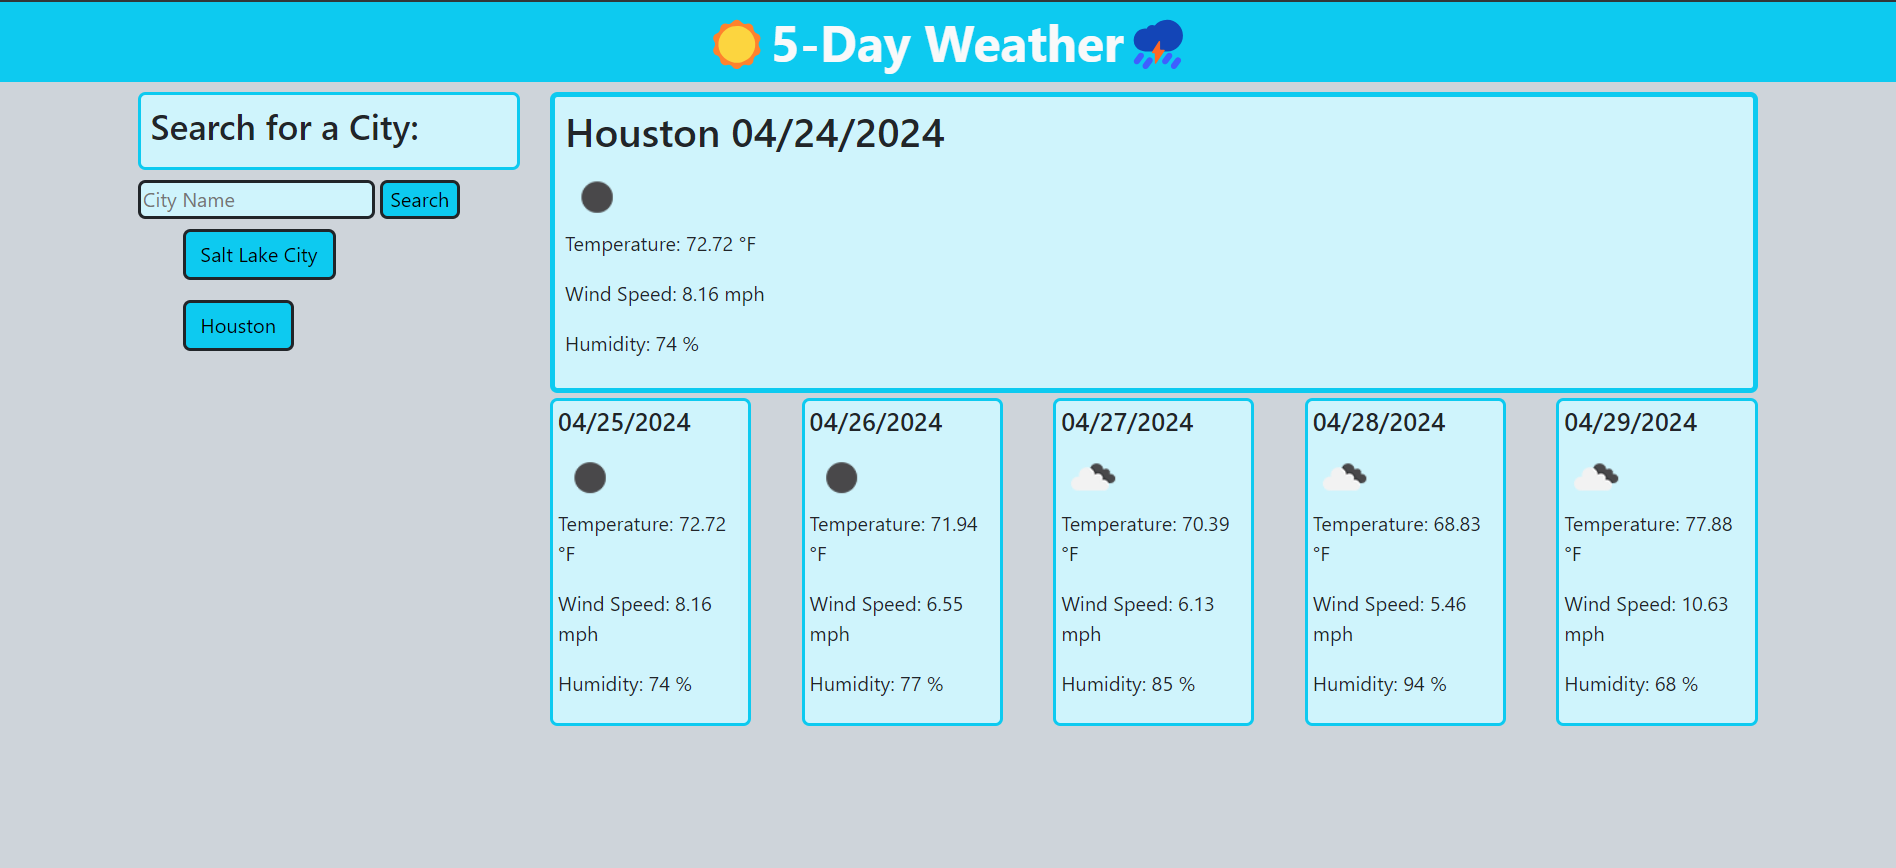 5-Day Weather
Search for a City:
City Name
Search
Salt Lake City
Houston
Houston 04/24/2024
Temperature: 72.72 °F
Wind Speed: 8.16 mph
Humidity: 74 %
04/25/2024
Temperature: 72.72
°F
Wind Speed: 8.16
mph
Humidity: 74 %
04/26/2024
Temperature: 71.94
°F
Wind Speed: 6.55
mph
Humidity: 77 %
04/27/2024
Temperature: 70.39
°F
Wind Speed: 6.13
mph
Humidity: 85 %
04/28/2024
Temperature: 68.83
°F
Wind Speed: 5.46
mph
Humidity: 94 %
04/29/2024
Temperature: 77.88
°F
Wind Speed: 10.63
mph
Humidity: 68 %